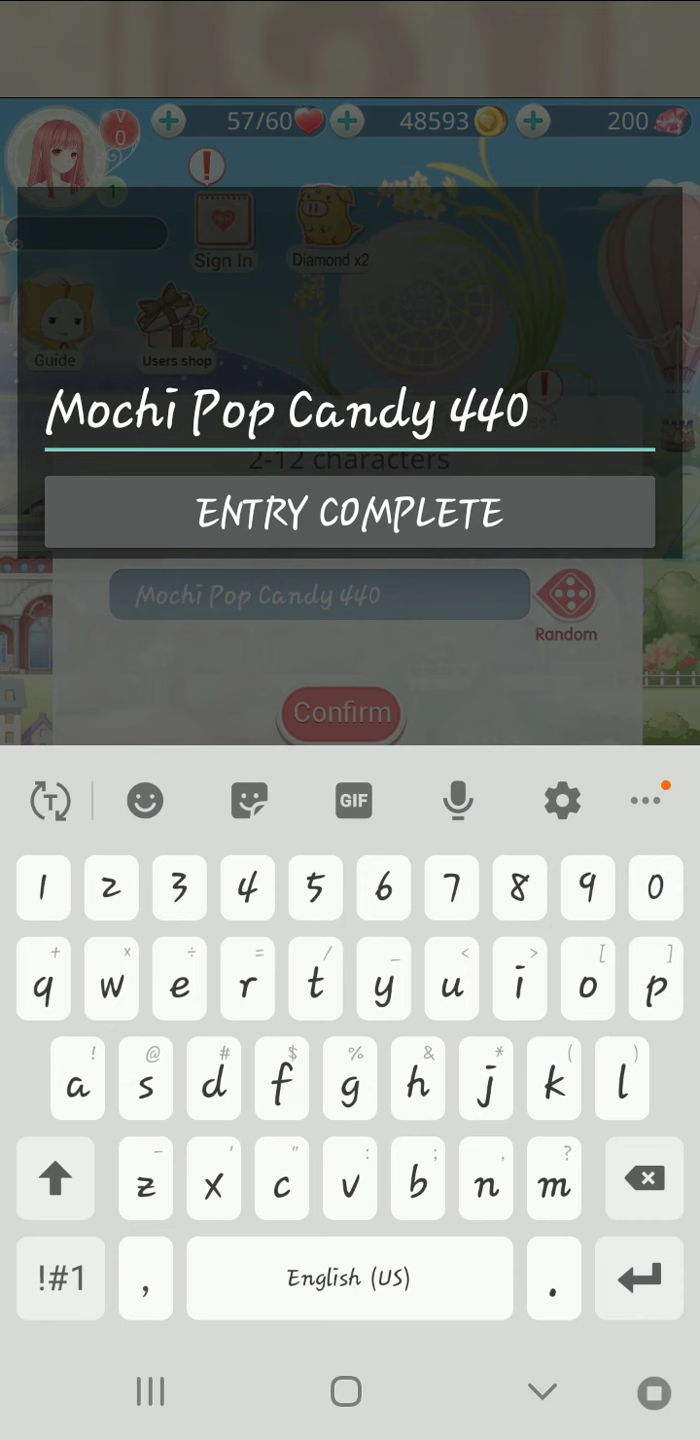 V
0
57/60
48593
200
1
Sign In
Diamond x2
Guide
Users shop
Mochi Pop Candy 440
2-12 characters
ENTRY COMPLETE
Mochi Pop Candy 440
Random
Confirm
T
GIF
1 2 3 4 5 6 7 8 9 0
+ × ÷ = / _ < > [ ]
q w e r t y u i o p
! @ # $ % & * ( )
a s d f g h j k l
- ' " : ; , ?
z x c v b n m
!#1 , English (US) .